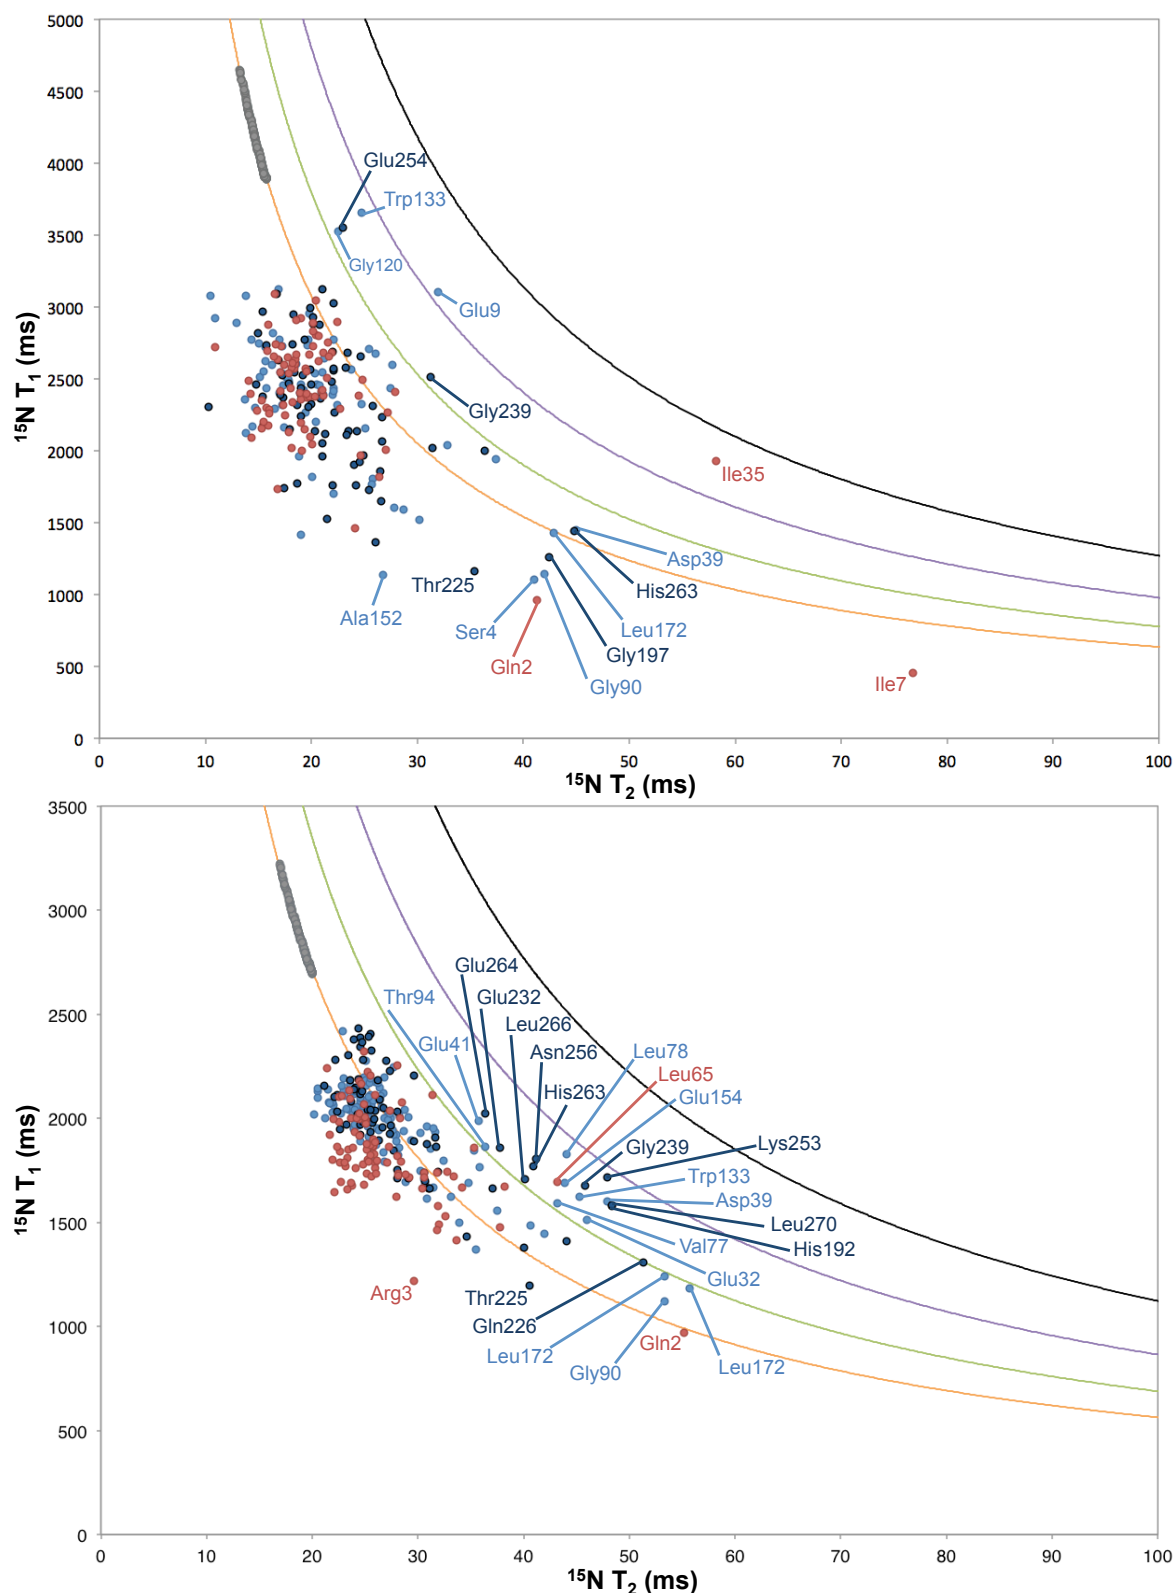 5000
4500
4000
3500
3000
2500
2000
1500
1000
500
0
¹⁵N T₁ (ms)
Glu254
Trp133
Gly120
Glu9
Gly239
Ile35
Asp39
His263
Thr225
Ala152
Ser4
Leu172
Gly197
Gln2
Gly90
Ile7
0 10 20 30 40 50 60 70 80 90 100
¹⁵N T₂ (ms)
3500
3000
2500
2000
1500
1000
500
0
¹⁵N T₁ (ms)
Glu264
Thr94
Glu232
Leu266
Glu41
Asn256
Leu78
Leu65
His263
Glu154
Gly239
Lys253
Trp133
Asp39
Leu270
Val77
His192
Glu32
Arg3
Thr225
Gln226
Leu172
Gln2
Gly90
Leu172
0 10 20 30 40 50 60 70 80 90 100
¹⁵N T₂ (ms)